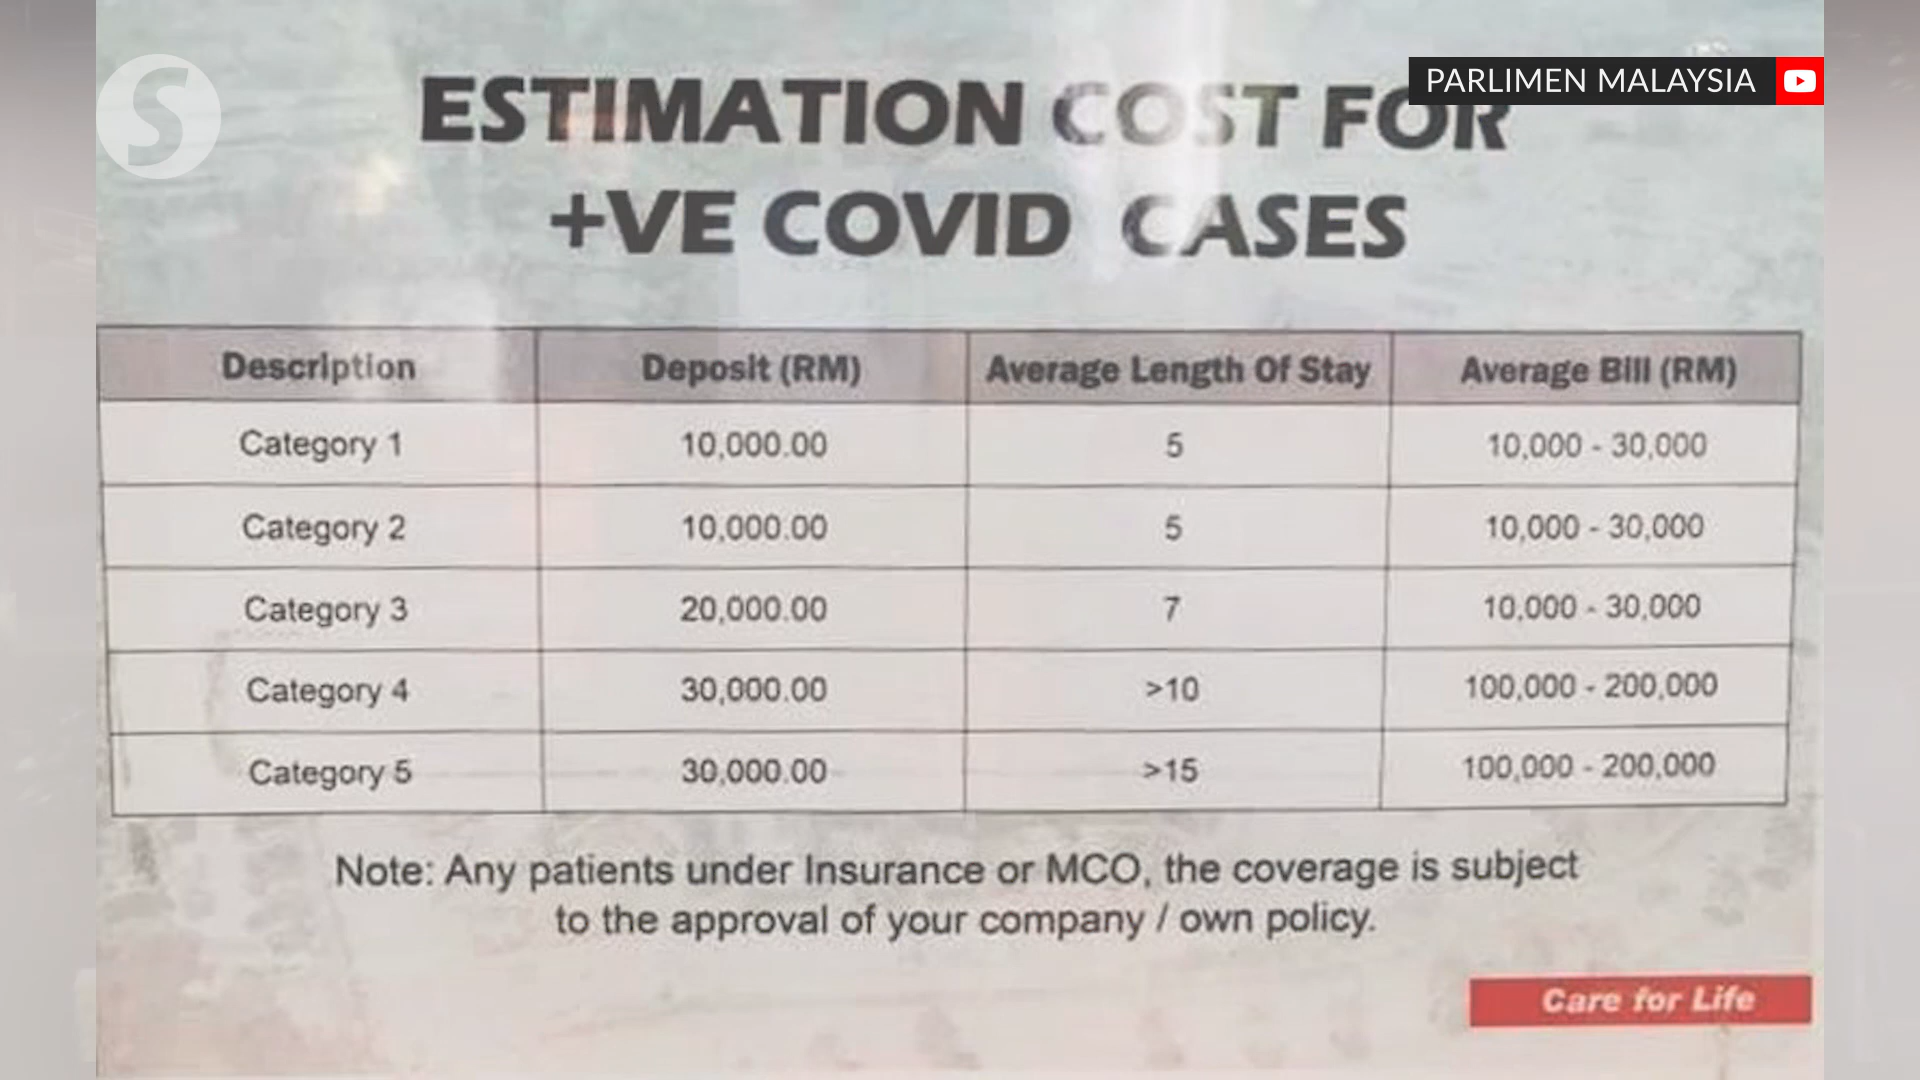 S
PARLIMEN MALAYSIA
ESTIMATION COST FOR
+VE COVID CASES
Description Deposit (RM) Average Length Of Stay Average Bill (RM)
Category 1 10,000.00 5 10,000 - 30,000
Category 2 10,000.00 5 10,000 - 30,000
Category 3 20,000.00 7 10,000 - 30,000
Category 4 30,000.00 >10 100,000 - 200,000
Category 5 30,000.00 >15 100,000 - 200,000
Note: Any patients under Insurance or MCO, the coverage is subject
to the approval of your company / own policy.
Care for Life